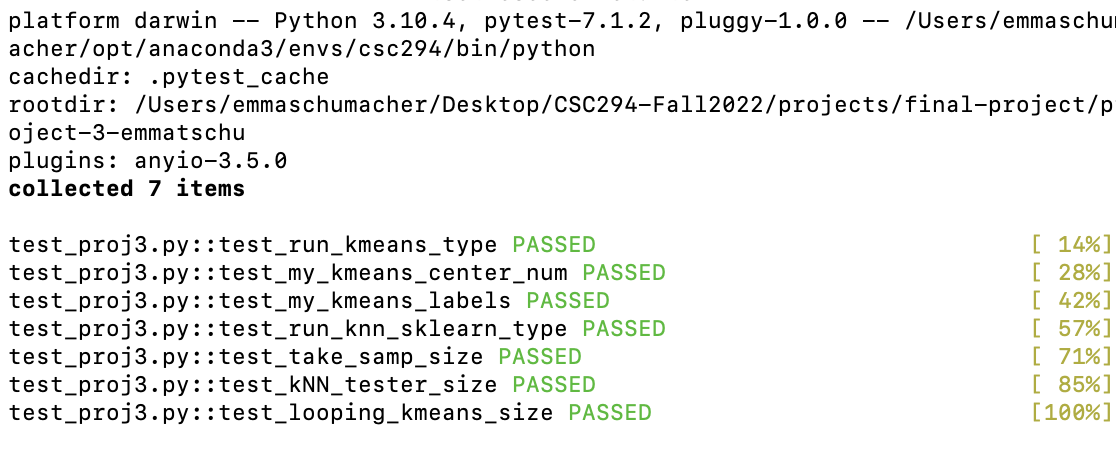 platform darwin -- Python 3.10.4, pytest-7.1.2, pluggy-1.0.0 -- /Users/emmaschum
acher/opt/anaconda3/envs/csc294/bin/python
cachedir: .pytest_cache
rootdir: /Users/emmaschumacher/Desktop/CSC294-Fall2022/projects/final-project/p
oject-3-emmatschu
plugins: anyio-3.5.0
collected 7 items
test_proj3.py::test_run_kmeans_type PASSED [ 14%]
test_proj3.py::test_my_kmeans_center_num PASSED [ 28%]
test_proj3.py::test_my_kmeans_labels PASSED [ 42%]
test_proj3.py::test_run_knn_sklearn_type PASSED [ 57%]
test_proj3.py::test_take_samp_size PASSED [ 71%]
test_proj3.py::test_kNN_tester_size PASSED [ 85%]
test_proj3.py::test_looping_kmeans_size PASSED [100%]